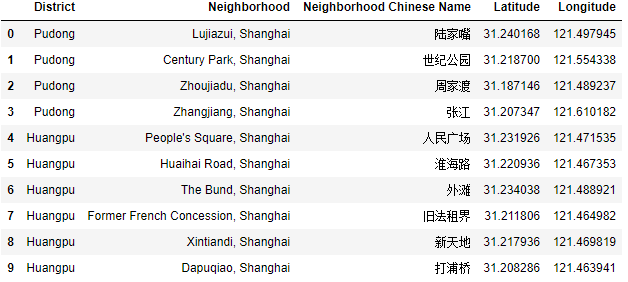 District Neighborhood Neighborhood Chinese Name Latitude Longitude
0 Pudong Lujiazui, Shanghai 陆家嘴 31.240168 121.497945
1 Pudong Century Park, Shanghai 世纪公园 31.218700 121.554338
2 Pudong Zhoujiadu, Shanghai 周家渡 31.187146 121.489237
3 Pudong Zhangjiang, Shanghai 张江 31.207347 121.610182
4 Huangpu People's Square, Shanghai 人民广场 31.231926 121.471535
5 Huangpu Huaihai Road, Shanghai 淮海路 31.220936 121.467353
6 Huangpu The Bund, Shanghai 外滩 31.234038 121.488921
7 Huangpu Former French Concession, Shanghai 旧法租界 31.211806 121.464982
8 Huangpu Xintiandi, Shanghai 新天地 31.217936 121.469819
9 Huangpu Dapuqiao, Shanghai 打浦桥 31.208286 121.463941